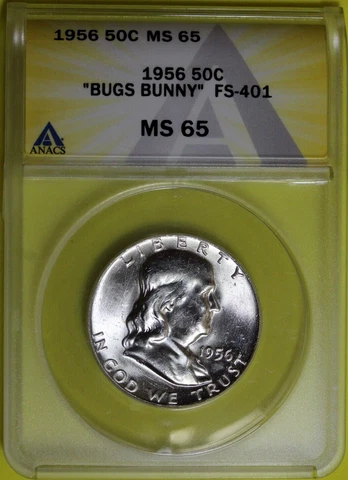 1956 50C MS 65
1956 50C
"BUGS BUNNY" FS-401
MS 65
ANACS
LIBERTY
1956
IN GOD WE TRUST